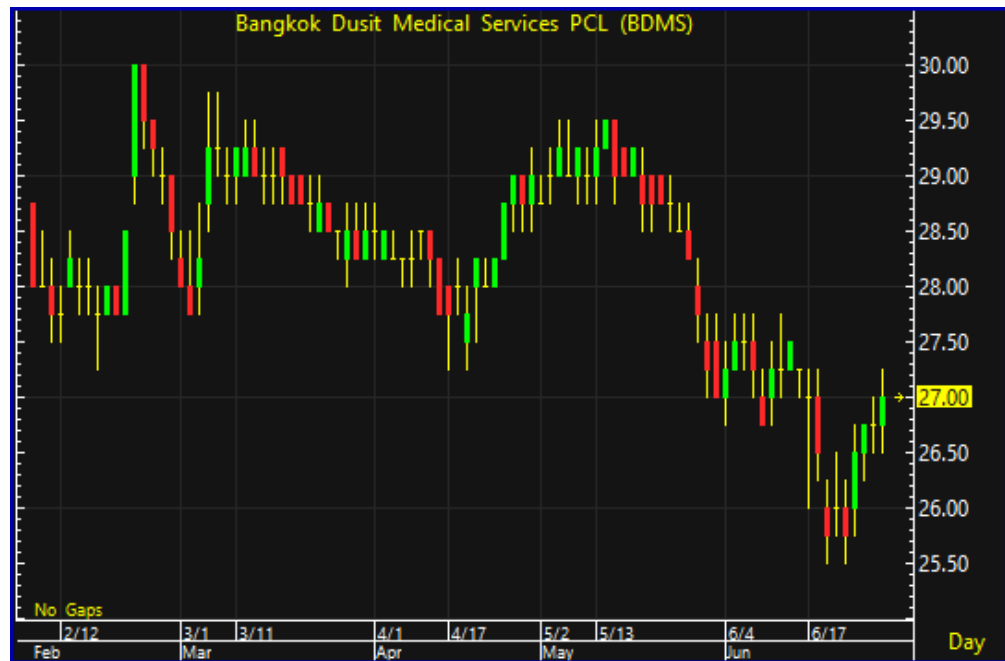 Bangkok Dusit Medical Services PCL (BDMS)
30.00
29.50
29.00
28.50
28.00
27.50
27.00
26.50
26.00
25.50
No Gaps
2/12 3/1 3/11 4/1 4/17 5/2 5/13 6/4 6/17
Feb Mar Apr May Jun
Day